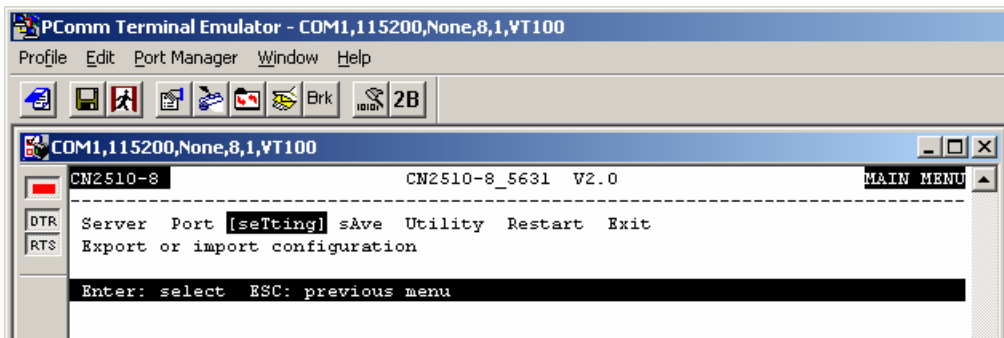 PComm Terminal Emulator - COM1,115200,None,8,1,VT100
Profile Edit Port Manager Window Help
Brk 2B
COM1,115200,None,8,1,VT100
CN2510-8 CN2510-8_5631 V2.0 MAIN MENU
--------------------------------------------------------------------------------
DTR Server Port [seTting] sAve Utility Restart Exit
RTS Export or import configuration
Enter: select ESC: previous menu